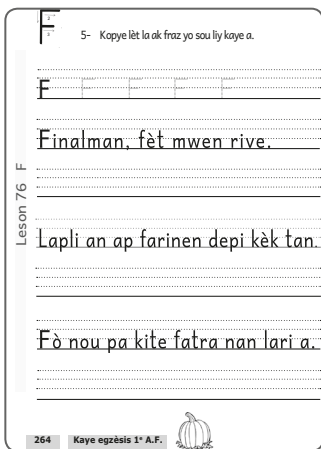 F
5- Kopye lèt la ak fraz yo sou liy kaye a.
F F F F F
Finalman, fèt mwen rive.
Lapli an ap farinen depi kèk tan.
Fò nou pa kite fatra nan lari a.
Leson 76 F
264 Kaye egzèsis 1e A.F.